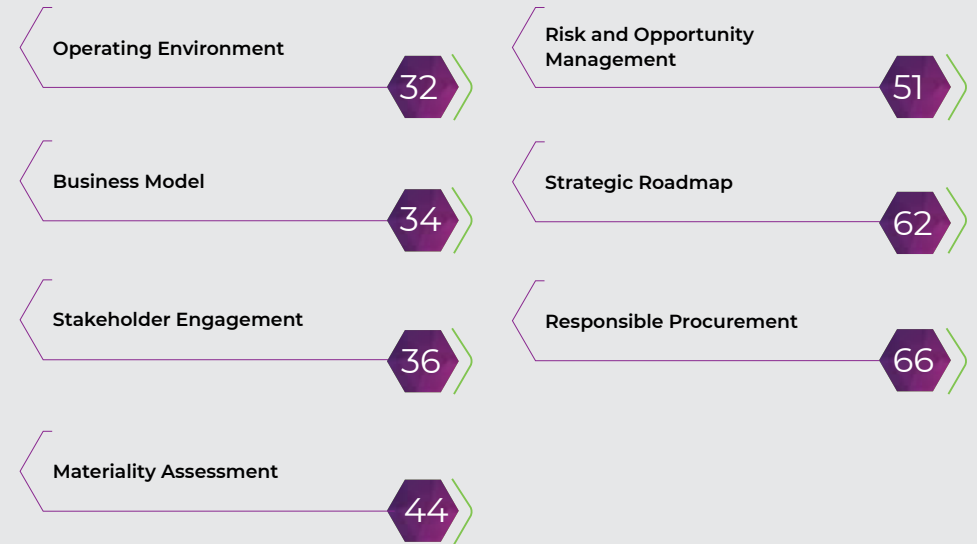 Operating Environment
32
Business Model
34
Stakeholder Engagement
36
Materiality Assessment
44
Risk and Opportunity
Management
51
Strategic Roadmap
62
Responsible Procurement
66